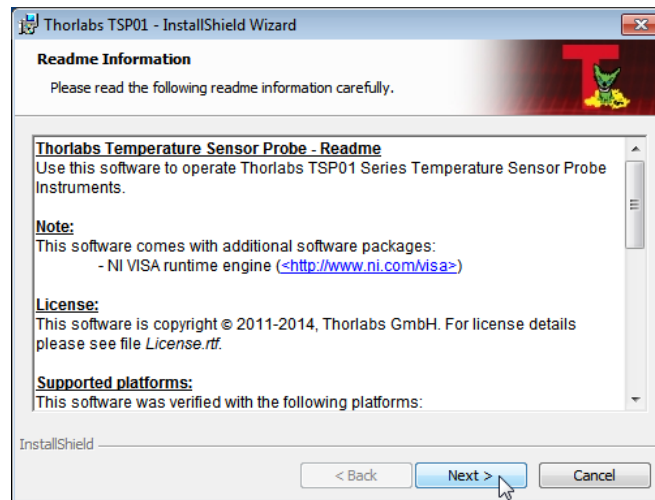 Thorlabs TSP01 - InstallShield Wizard
Readme Information
Please read the following readme information carefully.
Thorlabs Temperature Sensor Probe - Readme
Use this software to operate Thorlabs TSP01 Series Temperature Sensor Probe
Instruments.
Note:
This software comes with additional software packages:
- NI VISA runtime engine (<http://www.ni.com/visa>)
License:
This software is copyright © 2011-2014, Thorlabs GmbH. For license details
please see file License.rtf.
Supported platforms:
This software was verified with the following platforms:
InstallShield
< Back
Next >
Cancel